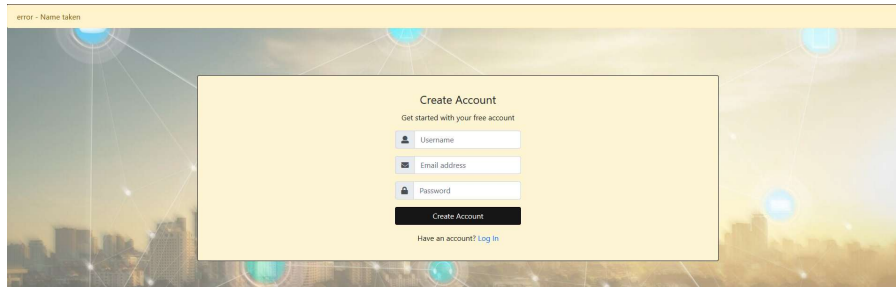 error - Name taken
Create Account
Get started with your free account
Username
Email address
Password
Create Account
Have an account? Log In